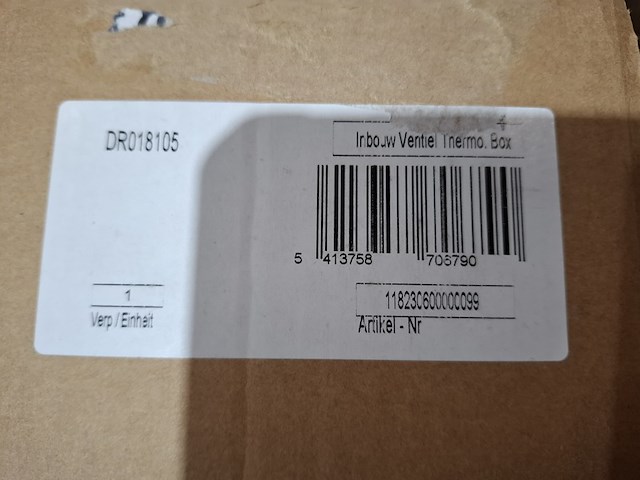 DR018105
Inbouw Ventiel Thermo. Box
5 413758 706790
1
Verp / Einheit
118230600000099
Artikel - Nr